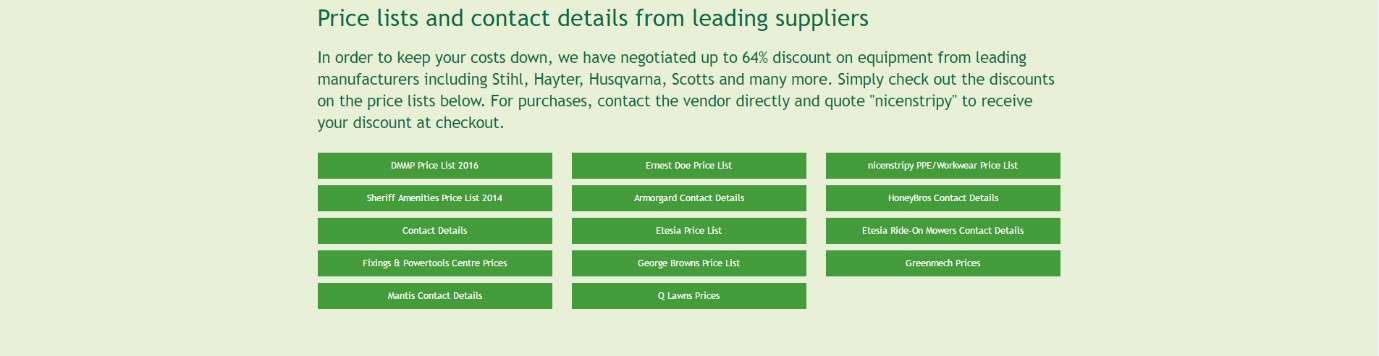 Price lists and contact details from leading suppliers
In order to keep your costs down, we have negotiated up to 64% discount on equipment from leading
manufacturers including Stihl, Hayter, Husqvarna, Scotts and many more. Simply check out the discounts
on the price lists below. For purchases, contact the vendor directly and quote "nicenstripy" to receive
your discount at checkout.
DMMP Price List 2016
Ernest Doe Price List
nicenstripy PPE/Workwear Price List
Sheriff Amenities Price List 2014
Armorgard Contact Details
HoneyBros Contact Details
Contact Details
Etesia Price List
Etesia Ride-On Mowers Contact Details
Fixings & Powertools Centre Prices
George Browns Price List
Greenmech Prices
Mantis Contact Details
Q Lawns Prices